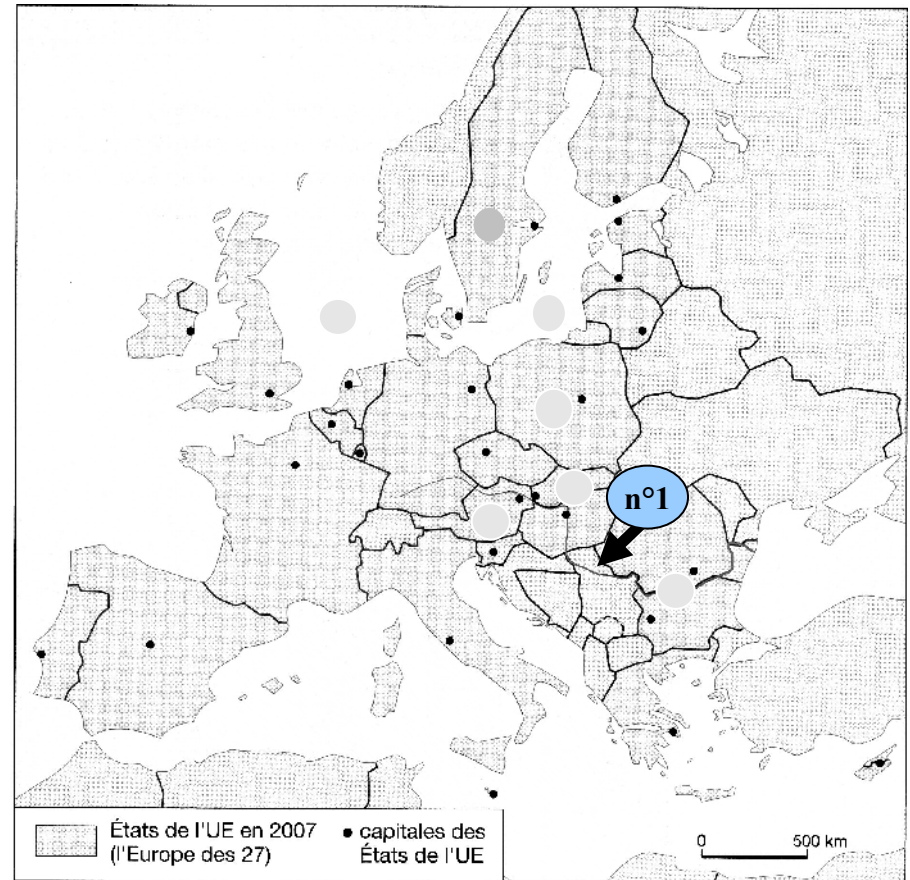 n°1
États de l'UE en 2007
(l'Europe des 27)
capitales des
États de l'UE
0 500 km